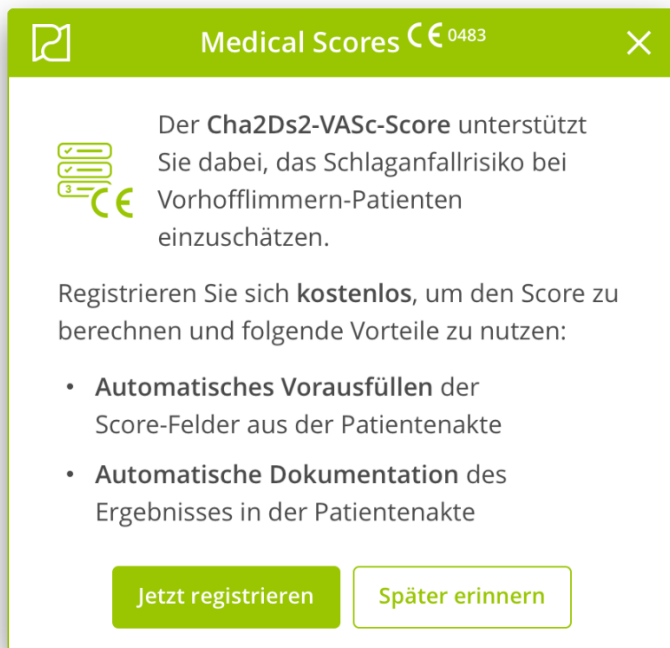 Medical Scores CE 0483
Der Cha2Ds2-VASc-Score unterstützt
Sie dabei, das Schlaganfallrisiko bei
Vorhofflimmern-Patienten
einzuschätzen.
3 CE
Registrieren Sie sich kostenlos, um den Score zu
berechnen und folgende Vorteile zu nutzen:
• Automatisches Vorausfüllen der
Score-Felder aus der Patientenakte
• Automatische Dokumentation des
Ergebnisses in der Patientenakte
Jetzt registrieren
Später erinnern